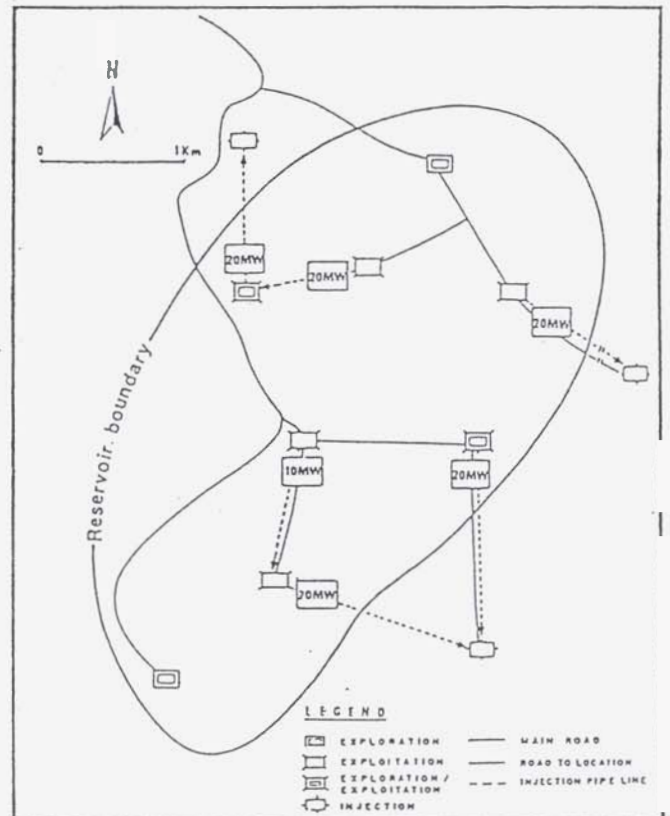 N
0 1Km
20MW
20MW
20MW
Reservoir boundary
10MW
20MW
20MW
LEGEND
EXPLORATION
EXPLOITATION
EXPLORATION /
EXPLOITATION
INJECTION
MAIN ROAD
ROAD TO LOCATION
INJECTION PIPE LINE